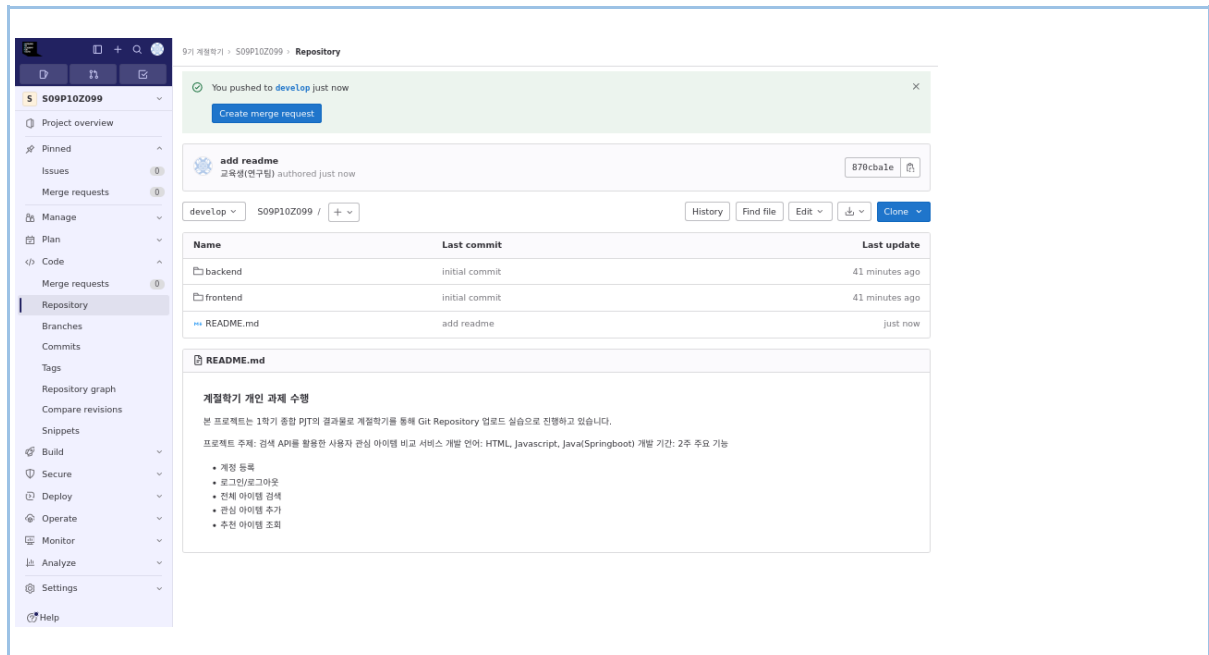 9기 계절학기 › S09P10Z099 › Repository
S S09P10Z099
Project overview
Pinned
Issues 0
Merge requests 0
Manage
Plan
Code
Merge requests 0
Repository
Branches
Commits
Tags
Repository graph
Compare revisions
Snippets
Build
Secure
Deploy
Operate
Monitor
Analyze
Settings
Help
You pushed to develop just now
Create merge request
add readme
교육생(연구팀) authored just now
870cba1e
develop S09P10Z099 / + History Find file Edit Clone
Name Last commit Last update
backend initial commit 41 minutes ago
frontend initial commit 41 minutes ago
README.md add readme just now
README.md
계절학기 개인 과제 수행
본 프로젝트는 1학기 종합 PJT의 결과물로 계절학기를 통해 Git Repository 업로드 실습으로 진행하고 있습니다.
프로젝트 주제: 검색 API를 활용한 사용자 관심 아이템 비교 서비스 개발 언어: HTML, Javascript, Java(Springboot) 개발 기간: 2주 주요 기능
• 계정 등록
• 로그인/로그아웃
• 전체 아이템 검색
• 관심 아이템 추가
• 추천 아이템 조회